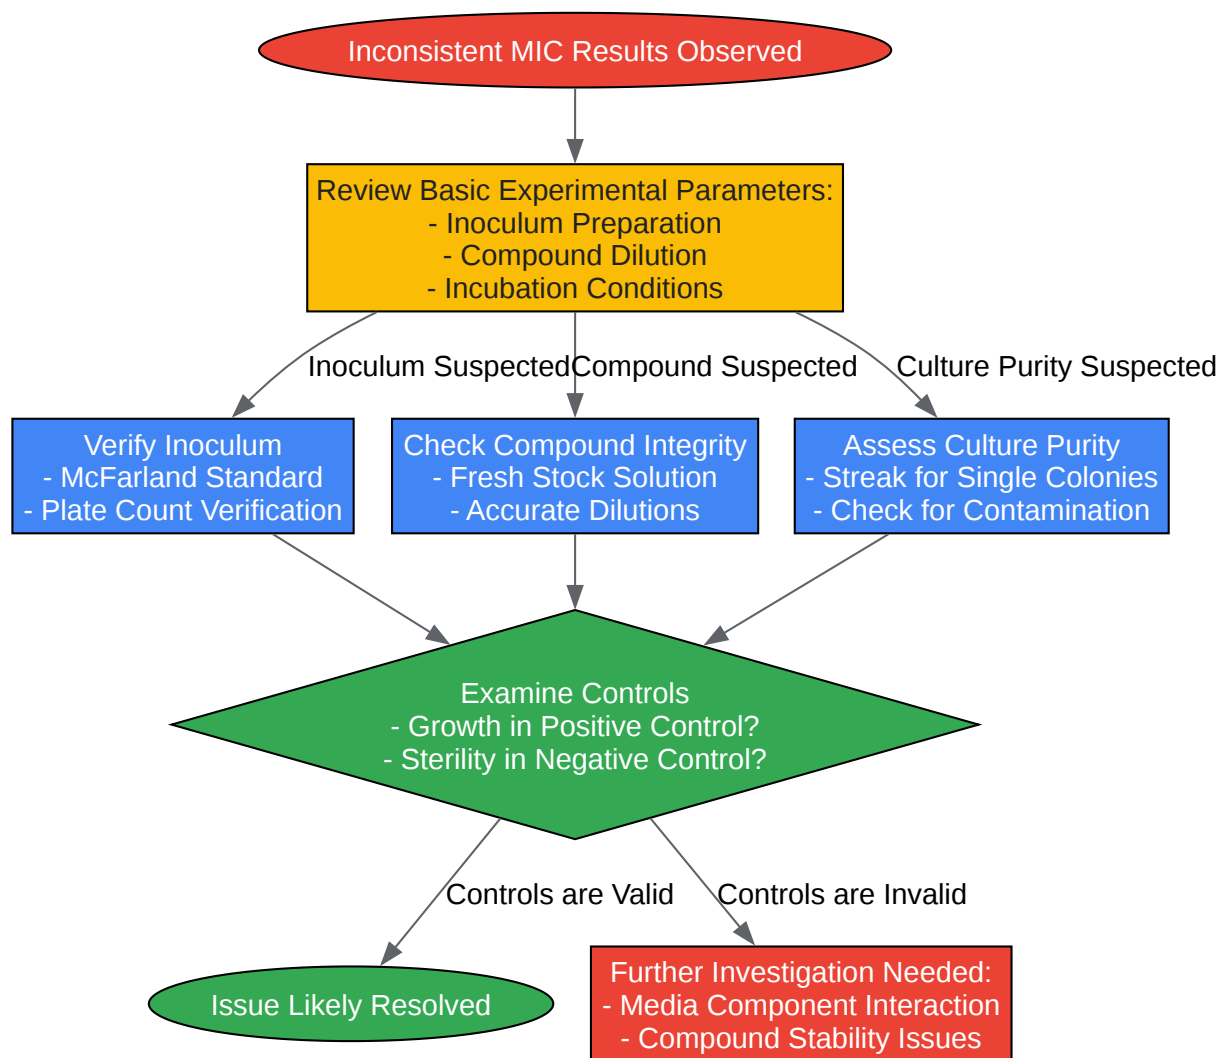 Inconsistent MIC Results Observed
Review Basic Experimental Parameters:
- Inoculum Preparation
- Compound Dilution
- Incubation Conditions
Inoculum Suspected
Compound Suspected
Culture Purity Suspected
Verify Inoculum
- McFarland Standard
- Plate Count Verification
Check Compound Integrity
- Fresh Stock Solution
- Accurate Dilutions
Assess Culture Purity
- Streak for Single Colonies
- Check for Contamination
Examine Controls
- Growth in Positive Control?
- Sterility in Negative Control?
Controls are Valid
Controls are Invalid
Issue Likely Resolved
Further Investigation Needed:
- Media Component Interaction
- Compound Stability Issues